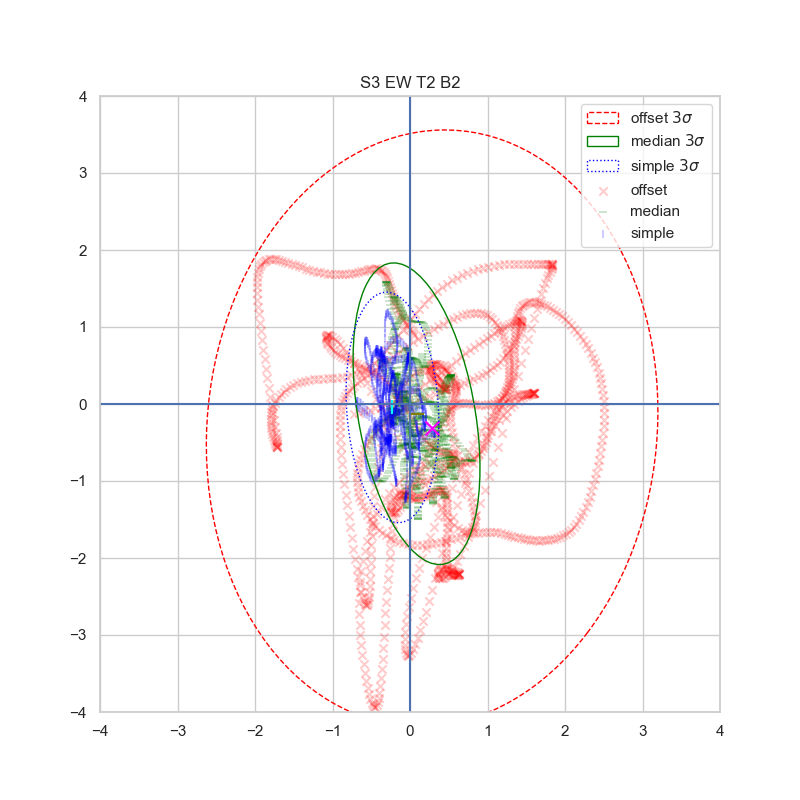 S3 EW T2 B2
4
3
2
1
0
−1
−2
−3
−4
−4 −3 −2 −1 0 1 2 3 4
offset 3σ
median 3σ
simple 3σ
offset
median
simple